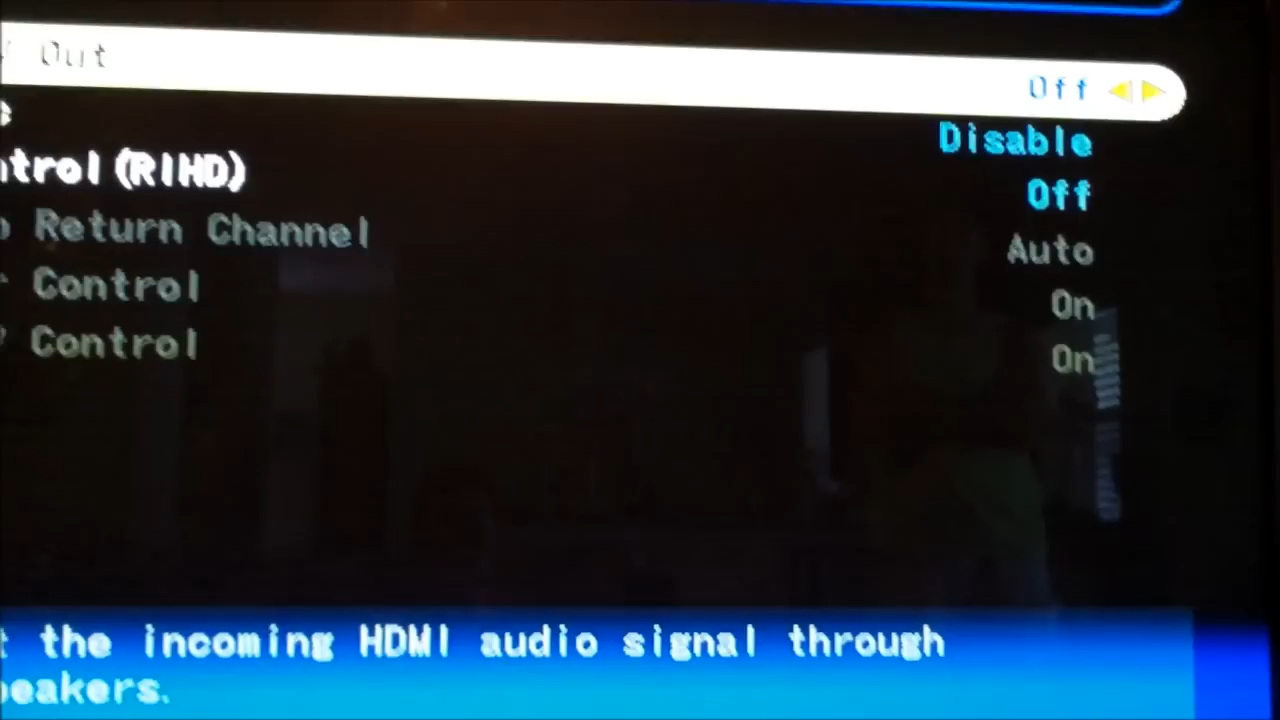 Out Off
Disable
ntrol(RIHD) Off
Return Channel Auto
Control On
Control On
the incoming HDMI audio signal through
peakers.